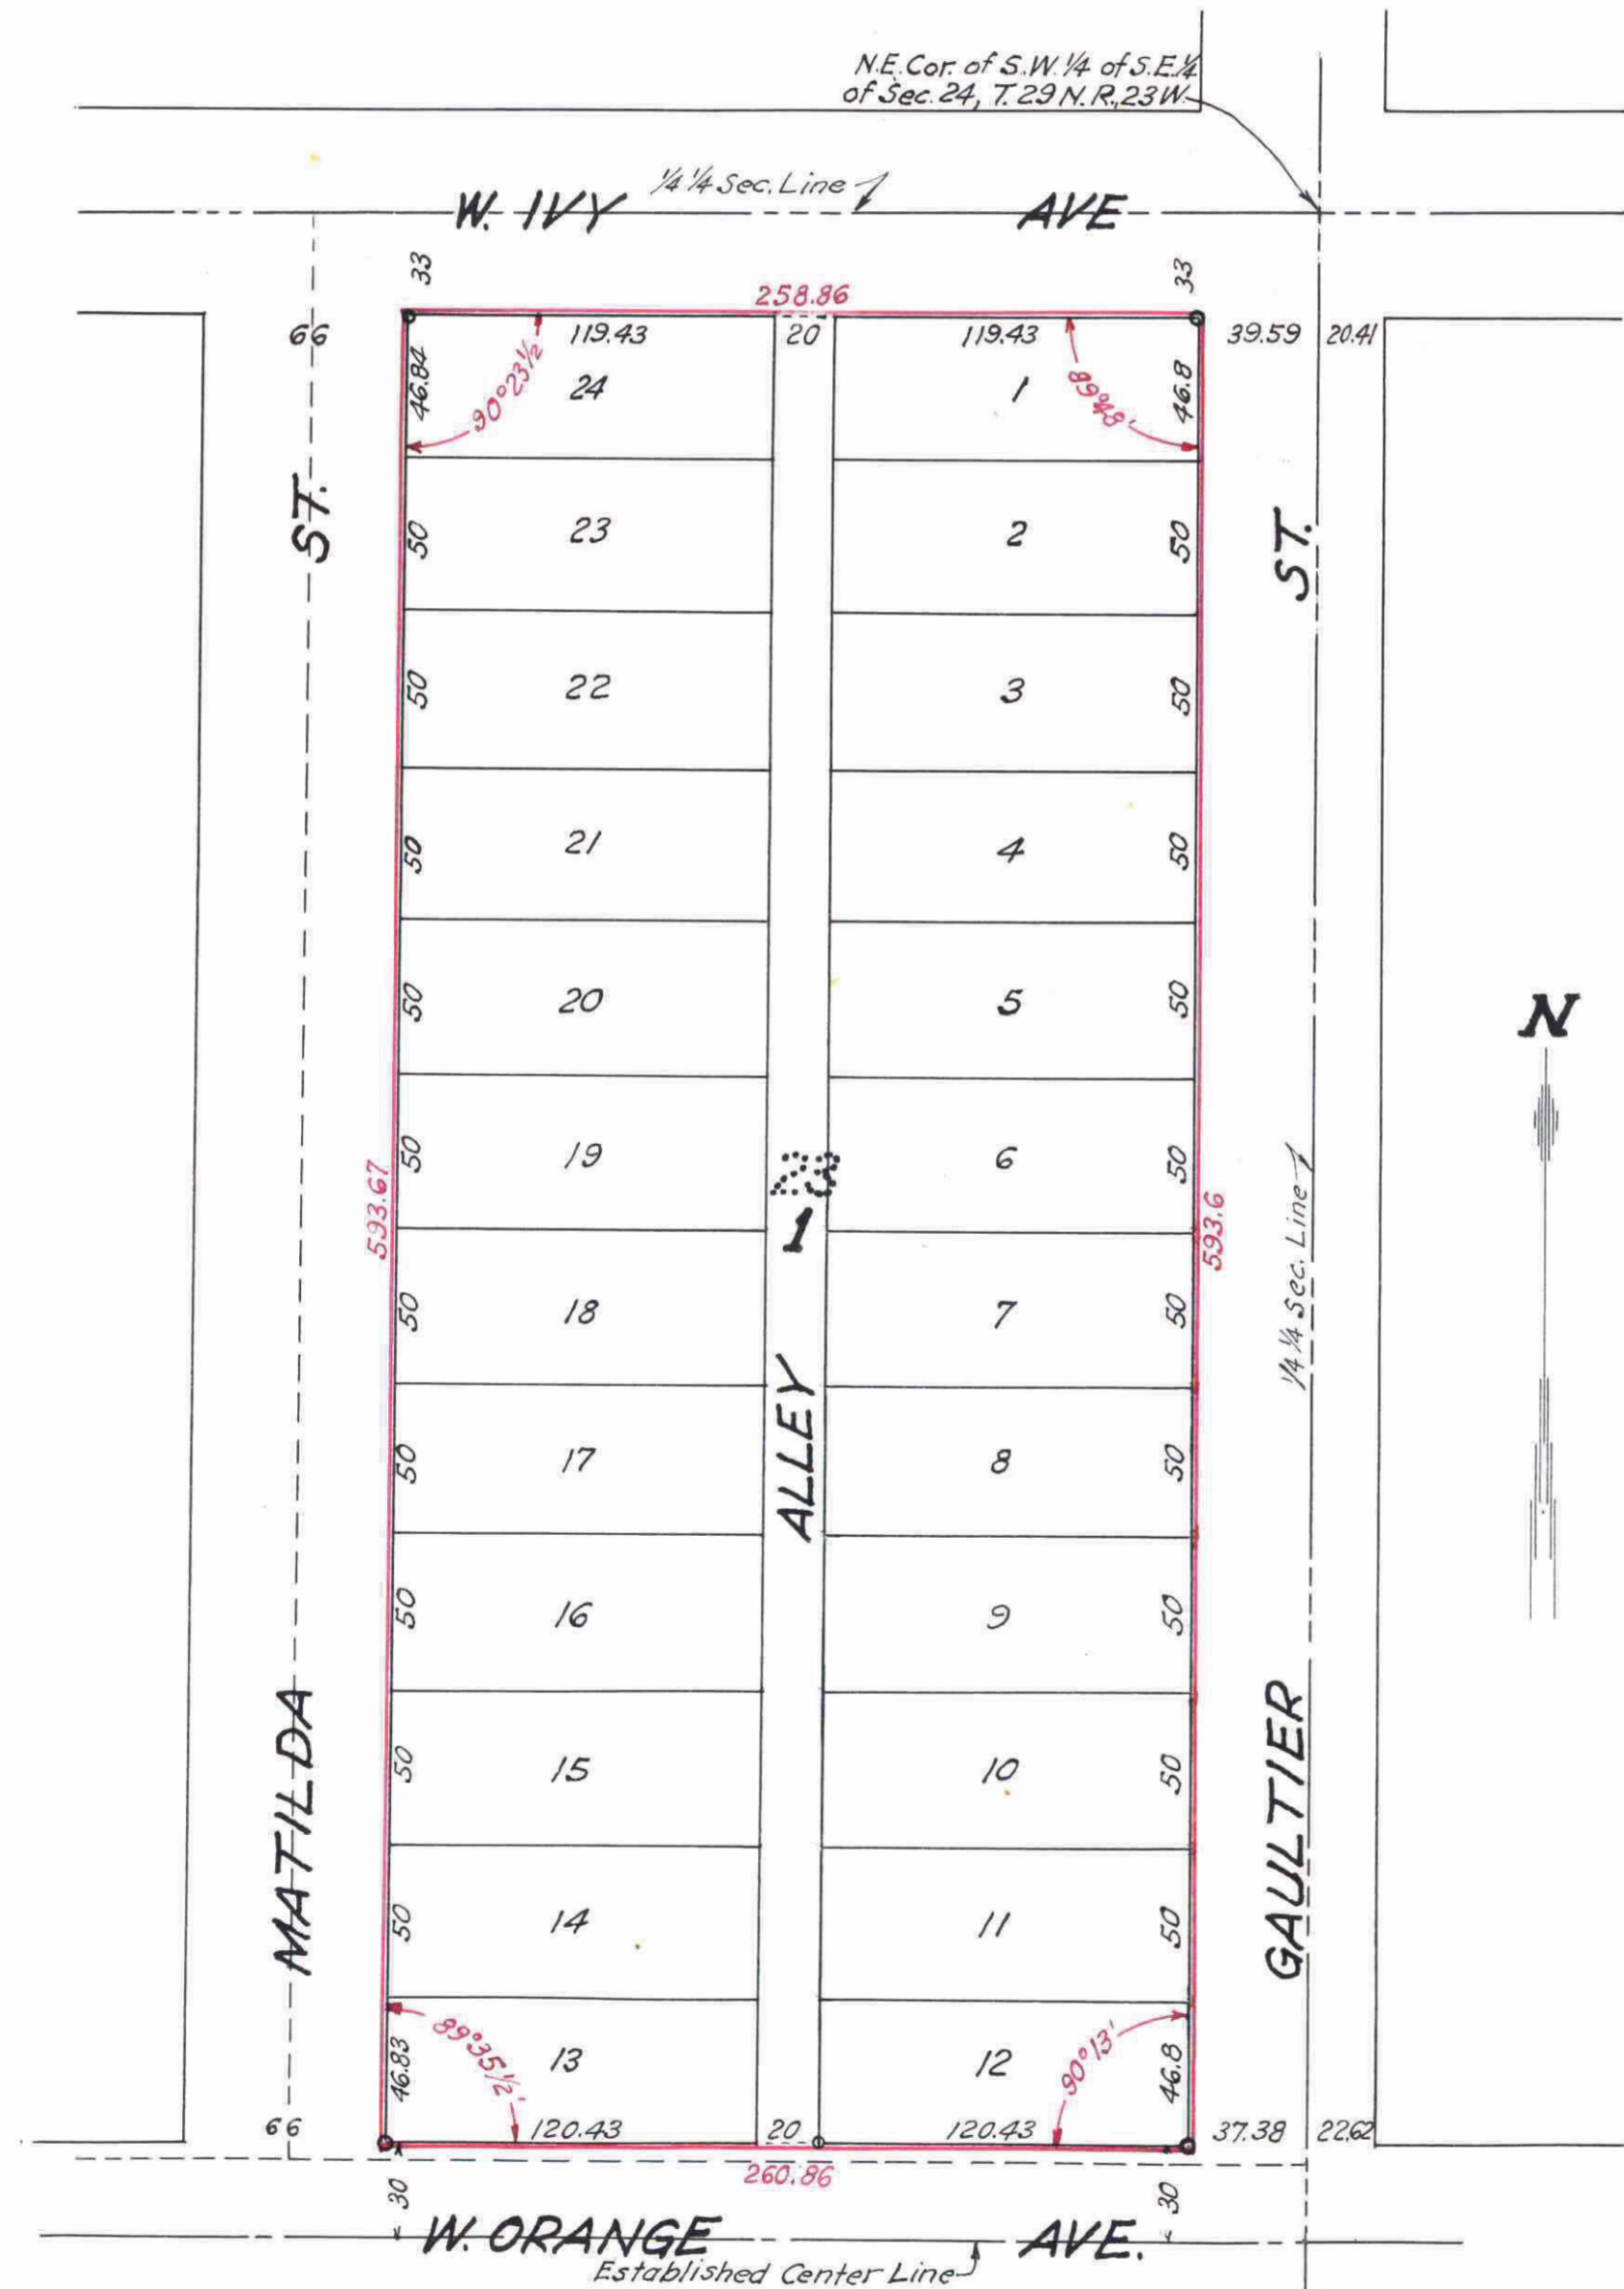 N.E. Cor. of S.W. 1/4 of S.E. 1/4
of Sec. 24, T. 29 N. R., 23 W.
1/4 1/4 Sec. Line
W. IVY AVE
33 33
258.86
66 119.43 20 119.43 39.59 20.41
46.84 90°23½' 24 1 89°48' 46.8
ST. ST.
50 23 2 50
50 22 3 50
50 21 4 50
50 20 5 50
N
50 19 6 50
23
1
593.67 593.6
1/4 1/4 Sec. Line
50 18 7 50
ALLEY
50 17 8 50
50 16 9 50
MATILDA GAULTIER
50 15 10 50
50 14 11 50
46.83 89°35½' 13 12 90°13' 46.8
66 120.43 20 120.43 37.38 22.62
260.86
30 30
W. ORANGE AVE.
Established Center Line